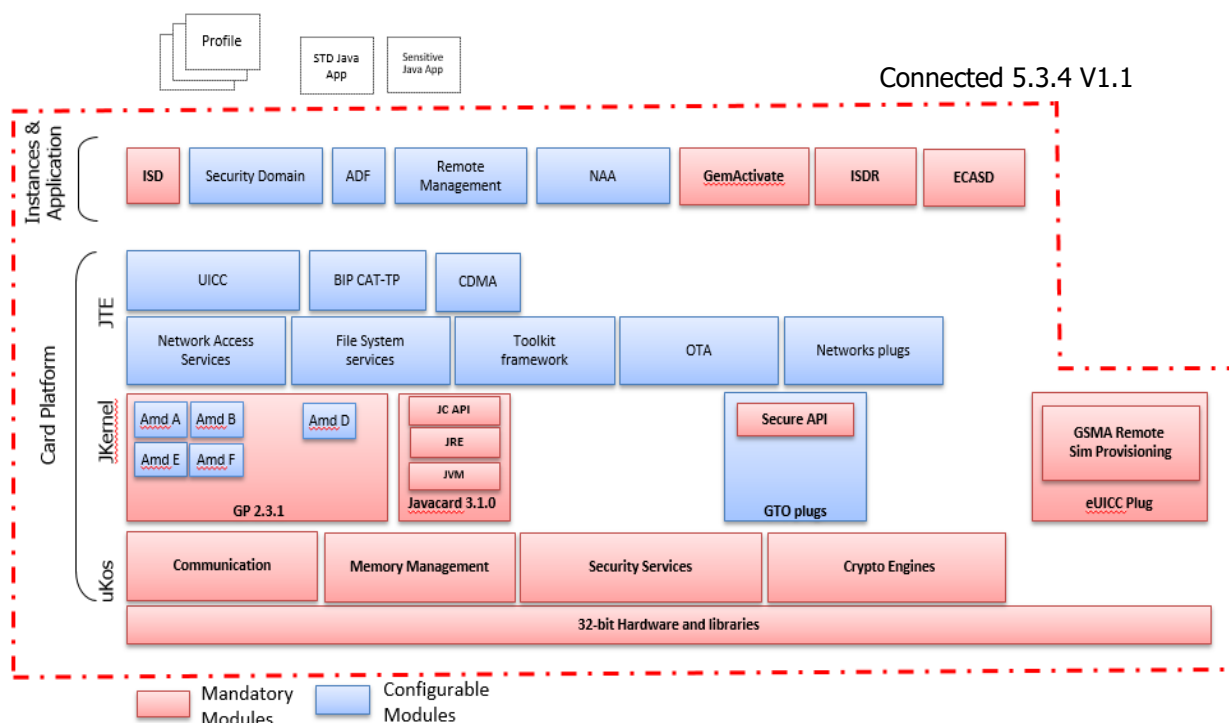 Profile
STD Java
App
Sensitive
Java App
Connected 5.3.4 V1.1
Instances &
Application
ISD
Security Domain
ADF
Remote
Management
NAA
GemActivate
ISDR
ECASD
Card Platform
JTE
UICC
BIP CAT-TP
CDMA
Network Access
Services
File System
services
Toolkit
framework
OTA
Networks plugs
JKernel
Amd A
Amd B
Amd D
Amd E
Amd F
GP 2.3.1
JC API
JRE
JVM
Javacard 3.1.0
Secure API
GTO plugs
GSMA Remote
Sim Provisioning
eUICC Plug
uKos
Communication
Memory Management
Security Services
Crypto Engines
32-bit Hardware and libraries
Mandatory
Modules
Configurable
Modules